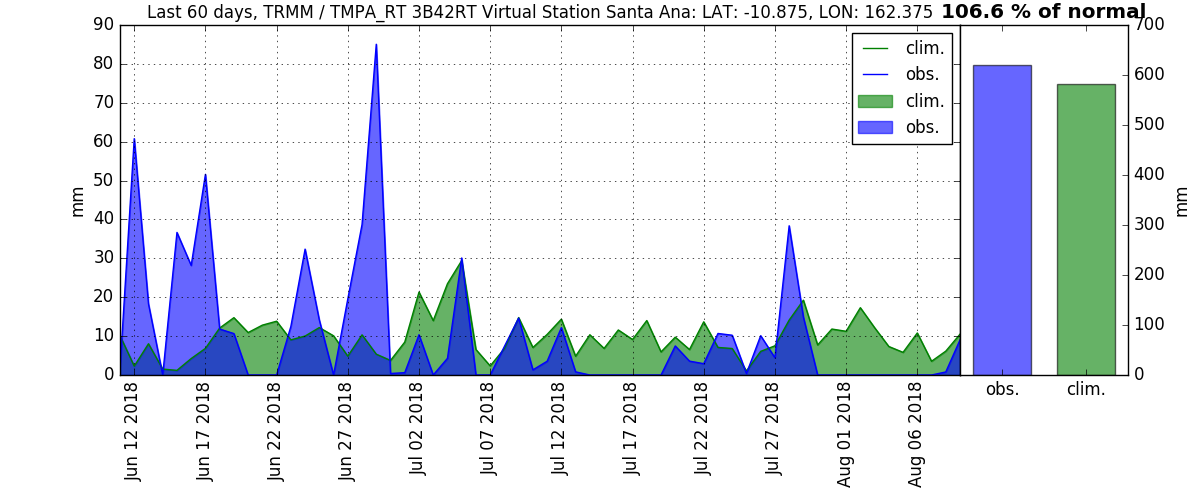 Last 60 days, TRMM / TMPA_RT 3B42RT Virtual Station Santa Ana: LAT: -10.875, LON: 162.375 106.6 % of normal
90
80
70
60
50
40
30
20
10
0
mm
clim.
obs.
clim.
obs.
700
600
500
400
300
200
100
0
mm
Jun 12 2018
Jun 17 2018
Jun 22 2018
Jun 27 2018
Jul 02 2018
Jul 07 2018
Jul 12 2018
Jul 17 2018
Jul 22 2018
Jul 27 2018
Aug 01 2018
Aug 06 2018
obs.
clim.